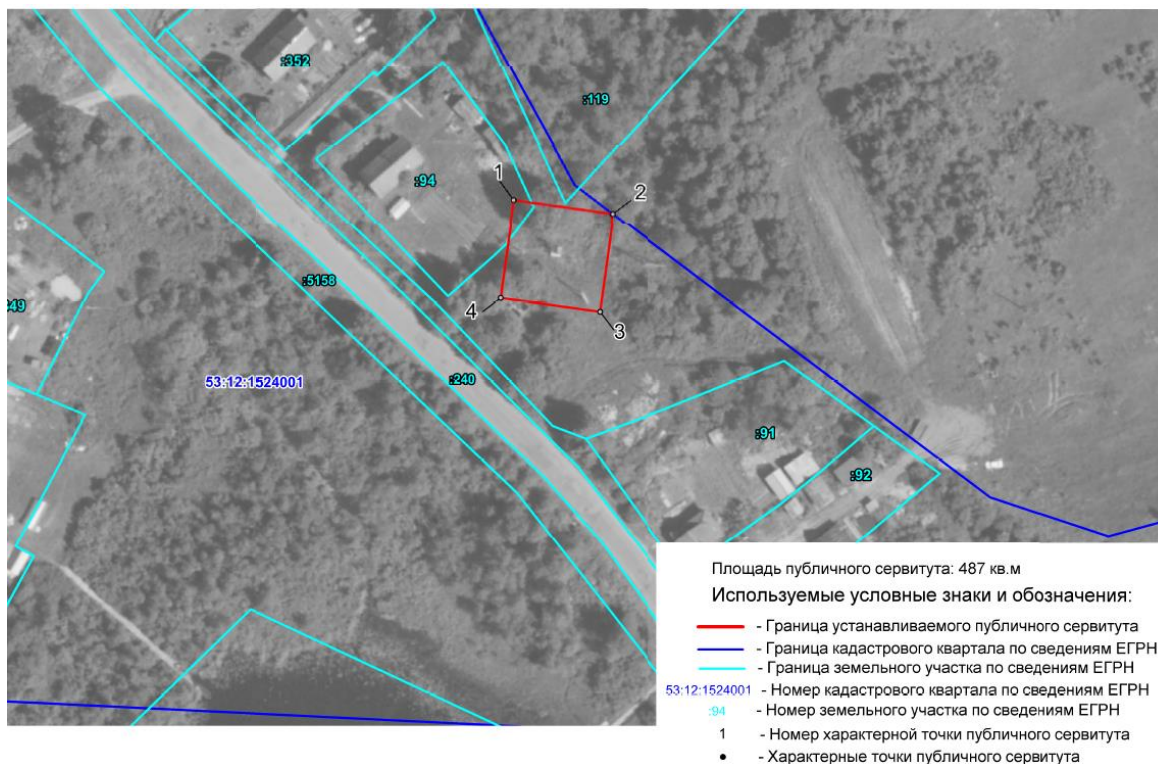 :352
:119
1
:94
2
:5158
4
:49
3
53:12:1524001
:240
:91
:92
Площадь публичного сервитута: 487 кв.м
Используемые условные знаки и обозначения:
- Граница устанавливаемого публичного сервитута
- Граница кадастрового квартала по сведениям ЕГРН
- Граница земельного участка по сведениям ЕГРН
53:12:1524001 - Номер кадастрового квартала по сведениям ЕГРН
:94 - Номер земельного участка по сведениям ЕГРН
1 - Номер характерной точки публичного сервитута
- Характерные точки публичного сервитута